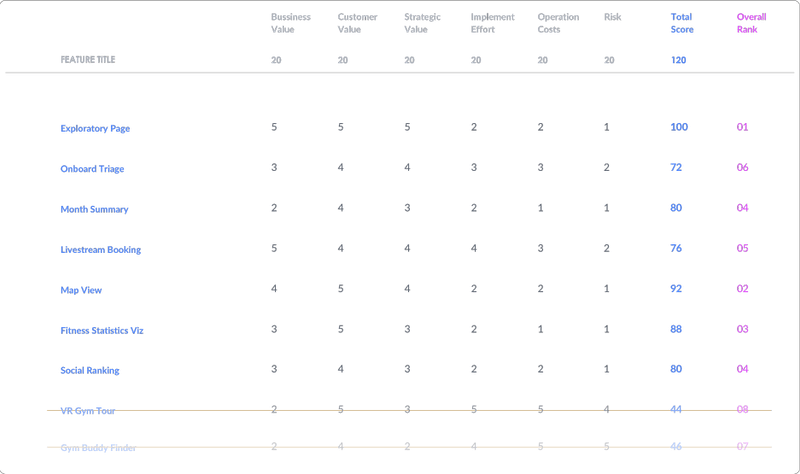 Bussiness Value Customer Value Strategic Value Implement Effort Operation Costs Risk Total Score Overall Rank
FEATURE TITLE 20 20 20 20 20 20 120
Exploratory Page 5 5 5 2 2 1 100 01
Onboard Triage 3 4 4 3 3 2 72 06
Month Summary 2 4 3 2 1 1 80 04
Livestream Booking 5 4 4 4 3 2 76 05
Map View 4 5 4 2 2 1 92 02
Fitness Statistics Viz 3 5 3 2 1 1 88 03
Social Ranking 3 4 3 2 2 1 80 04
VR Gym Tour 2 5 3 5 5 4 44 08
Gym Buddy Finder 2 4 2 4 5 5 46 07